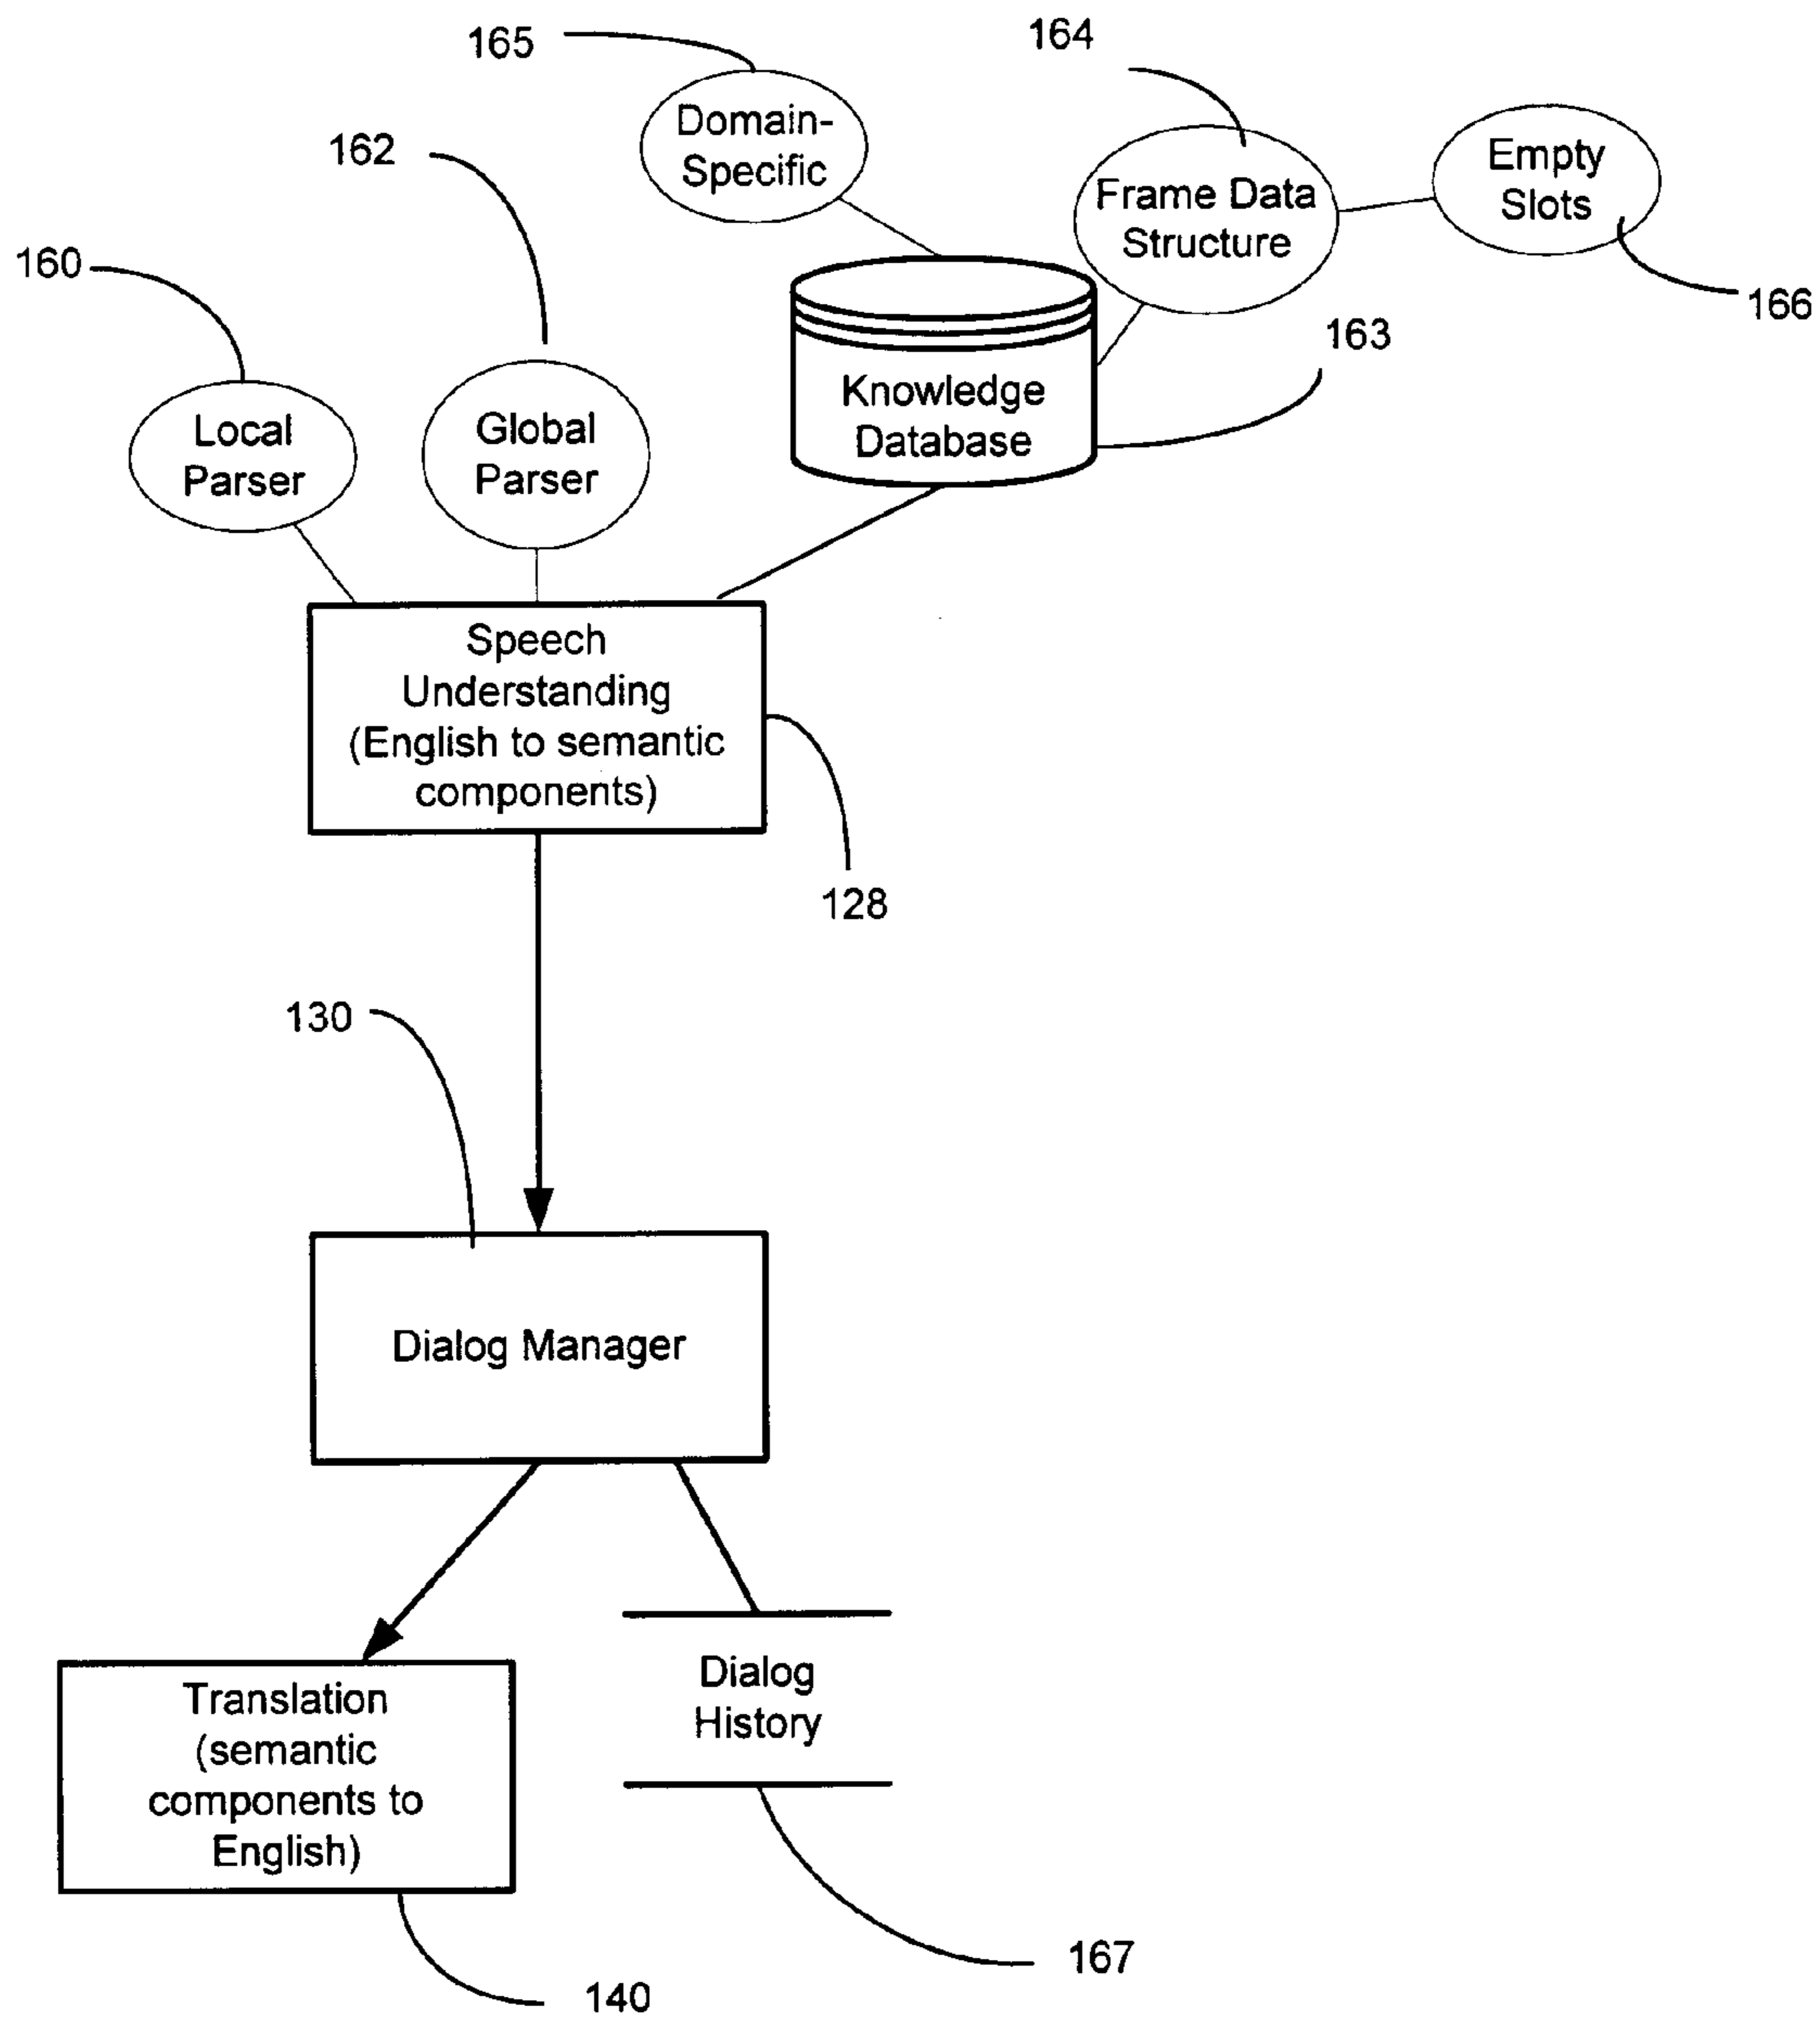 165
164
Domain-
Specific
162
Empty
Slots
Frame Data
Structure
160
166
163
Knowledge
Database
Local
Parser
Global
Parser
Speech
Understanding
(English to semantic
components)
128
130
Dialog Manager
Dialog
History
Translation
(semantic
components to
English)
167
140